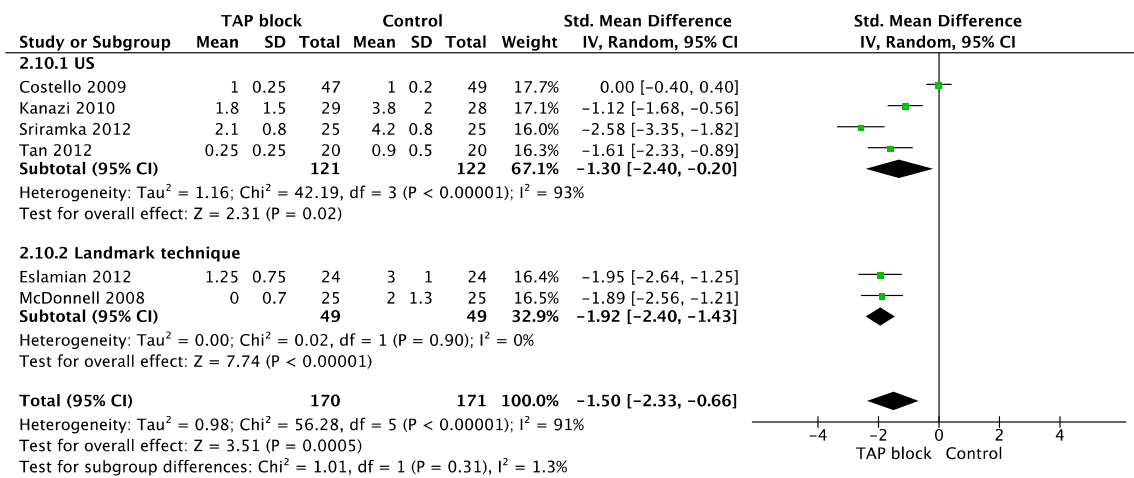 TAP block Control Std. Mean Difference Std. Mean Difference
Study or Subgroup Mean SD Total Mean SD Total Weight IV, Random, 95% CI IV, Random, 95% CI
2.10.1 US
Costello 2009 1 0.25 47 1 0.2 49 17.7% 0.00 [-0.40, 0.40]
Kanazi 2010 1.8 1.5 29 3.8 2 28 17.1% -1.12 [-1.68, -0.56]
Sriramka 2012 2.1 0.8 25 4.2 0.8 25 16.0% -2.58 [-3.35, -1.82]
Tan 2012 0.25 0.25 20 0.9 0.5 20 16.3% -1.61 [-2.33, -0.89]
Subtotal (95% CI) 121 122 67.1% -1.30 [-2.40, -0.20]
Heterogeneity: Tau² = 1.16; Chi² = 42.19, df = 3 (P < 0.00001); I² = 93%
Test for overall effect: Z = 2.31 (P = 0.02)
2.10.2 Landmark technique
Eslamian 2012 1.25 0.75 24 3 1 24 16.4% -1.95 [-2.64, -1.25]
McDonnell 2008 0 0.7 25 2 1.3 25 16.5% -1.89 [-2.56, -1.21]
Subtotal (95% CI) 49 49 32.9% -1.92 [-2.40, -1.43]
Heterogeneity: Tau² = 0.00; Chi² = 0.02, df = 1 (P = 0.90); I² = 0%
Test for overall effect: Z = 7.74 (P < 0.00001)
Total (95% CI) 170 171 100.0% -1.50 [-2.33, -0.66]
Heterogeneity: Tau² = 0.98; Chi² = 56.28, df = 5 (P < 0.00001); I² = 91%
Test for overall effect: Z = 3.51 (P = 0.0005)
Test for subgroup differences: Chi² = 1.01, df = 1 (P = 0.31), I² = 1.3%
-4 -2 0 2 4
TAP block Control